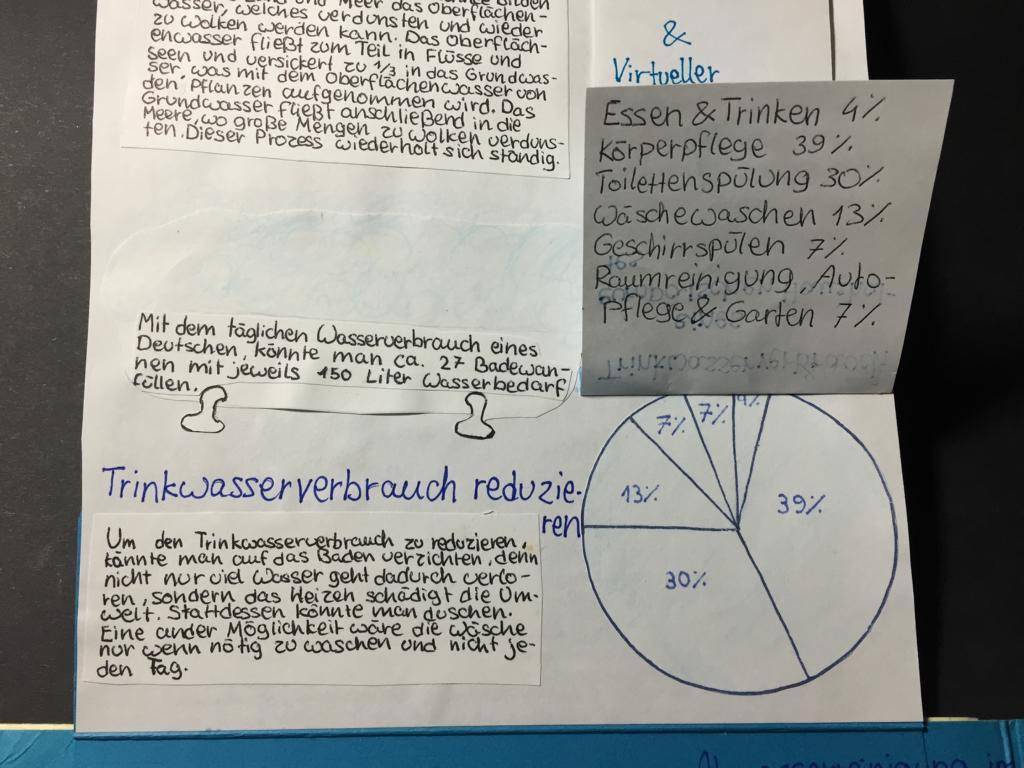 Meer das Oberflächen-
wasser, welches verdunsten und wieder
zu Wolken werden kann. Das Oberfläch-
enwasser fließt zum Teil in Flüsse und
seen und versickert zu 1/3 in das Grundwas-
ser, was mit dem Oberflächenwasser von
den Pflanzen aufgenommen wird. Das
Grundwasser fließt anschließend in die
Meere, wo große Mengen zu Wolken verduns-
ten. Dieser Prozess wiederholt sich ständig.
&
Virtueller
Essen & Trinken 4%
Körperpflege 39%
Toilettenspülung 30%
Wäschewaschen 13%
Geschirrspülen 7%
Raumreinigung, Auto-
Pflege & Garten 7%
Mit dem täglichen Wasserverbrauch eines
Deutschen, könnte man ca. 27 Badewan-
nen mit jeweils 150 Liter Wasserbedarf
füllen.
Trinkwasserverbrauch reduzie-
ren
Um den Trinkwasserverbrauch zu reduzieren,
könnte man auf das Baden verzichten, denn
nicht nur viel Wasser geht dadurch verlo-
ren, sondern das Heizen schädigt die Um-
welt. Stattdessen könnte man duschen.
Eine ander Möglichkeit wäre die Wäsche
nur wenn nötig zu waschen und nicht je-
den Tag.
7%
7%
4%
13%
39%
30%